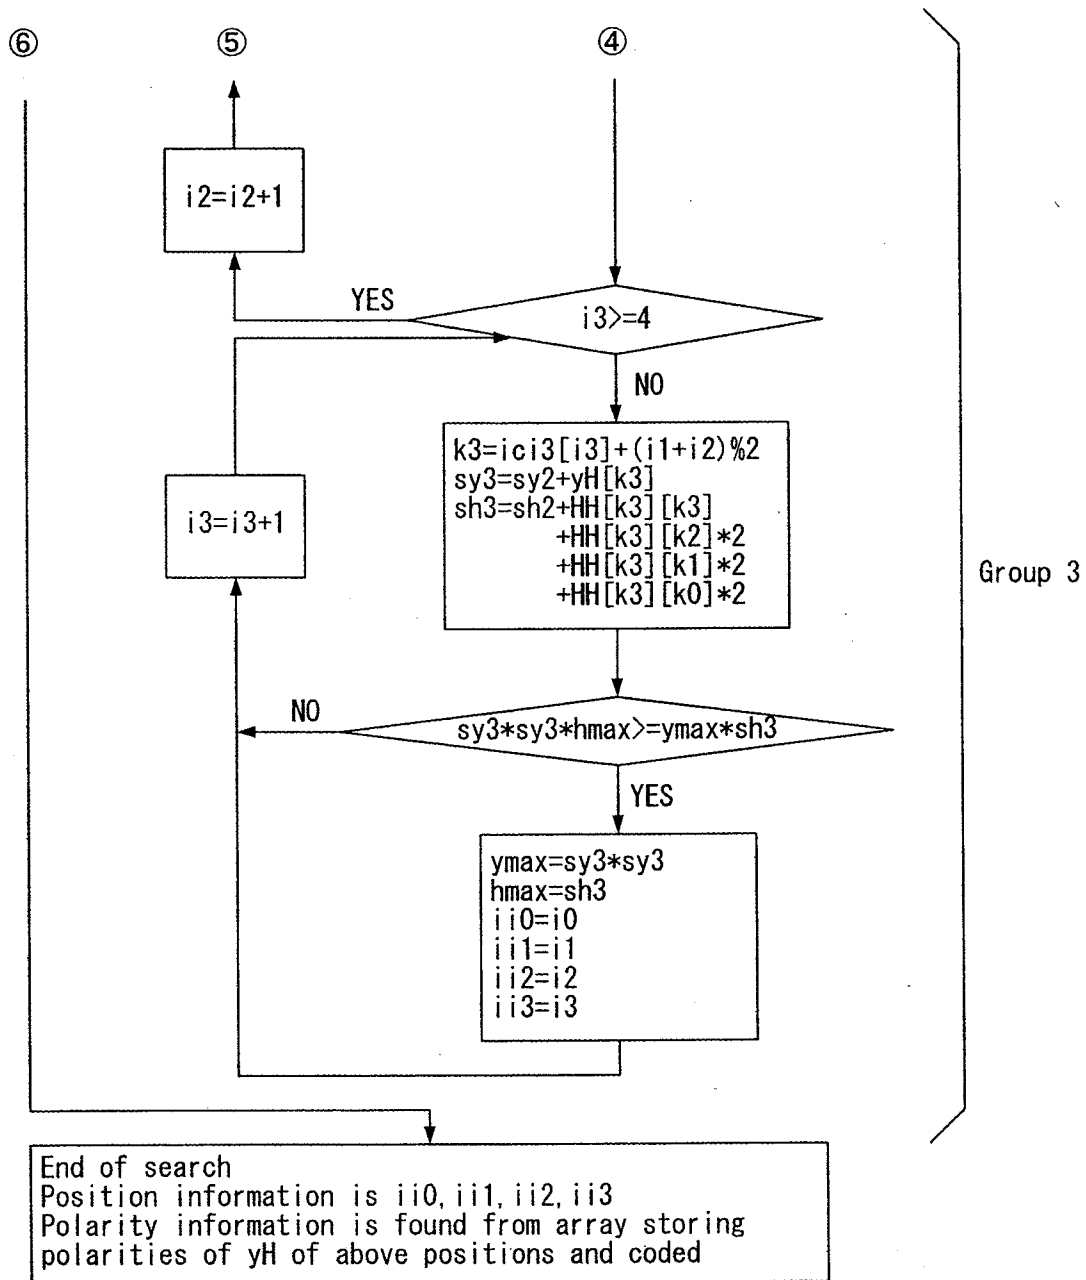 ⑥ ⑤ ④
i2=i2+1
YES
i3>=4
NO
k3=ici3[i3]+(i1+i2)%2
sy3=sy2+yH[k3]
sh3=sh2+HH[k3][k3]
+HH[k3][k2]*2
+HH[k3][k1]*2
+HH[k3][k0]*2
i3=i3+1
Group 3
NO
sy3*sy3*hmax>=ymax*sh3
YES
ymax=sy3*sy3
hmax=sh3
ii0=i0
ii1=i1
ii2=i2
ii3=i3
End of search
Position information is ii0, ii1, ii2, ii3
Polarity information is found from array storing
polarities of yH of above positions and coded